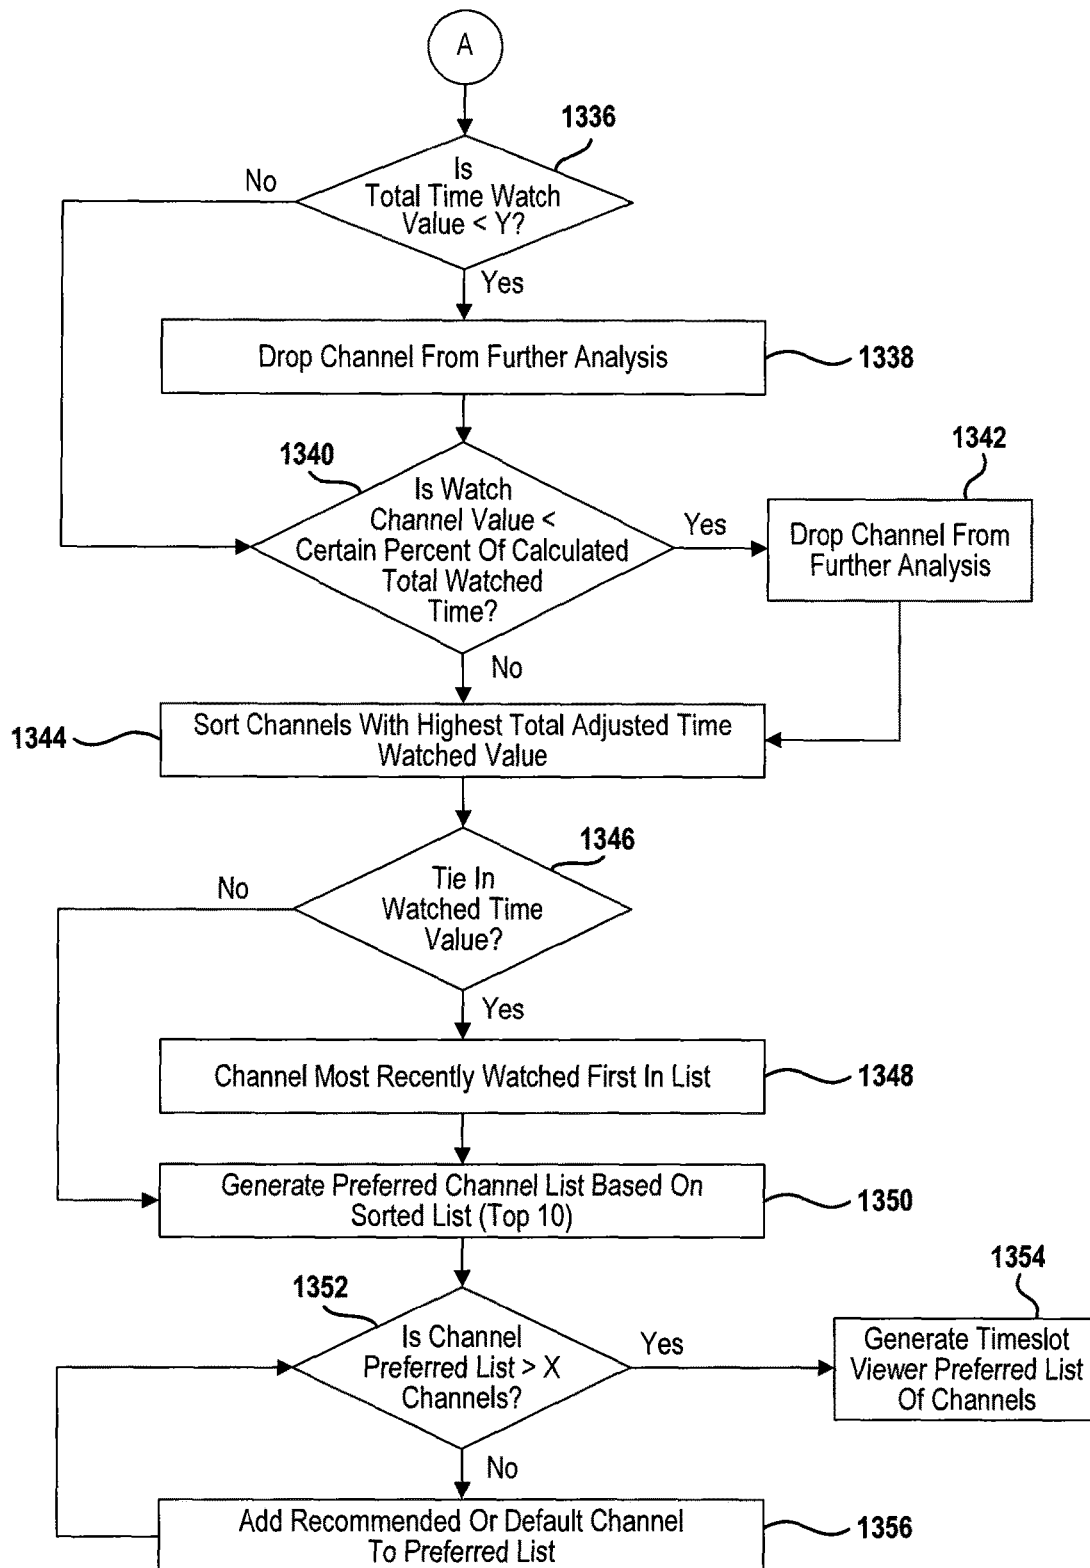 A
1336
Is
Total Time Watch
Value < Y?
No
Yes
Drop Channel From Further Analysis
1338
1340
Is Watch
Channel Value <
Certain Percent Of Calculated
Total Watched
Time?
Yes
1342
Drop Channel From
Further Analysis
No
1344
Sort Channels With Highest Total Adjusted Time
Watched Value
1346
Tie In
Watched Time
Value?
No
Yes
Channel Most Recently Watched First In List
1348
Generate Preferred Channel List Based On
Sorted List (Top 10)
1350
1352
Is Channel
Preferred List > X
Channels?
Yes
1354
Generate Timeslot
Viewer Preferred List
Of Channels
No
Add Recommended Or Default Channel
To Preferred List
1356